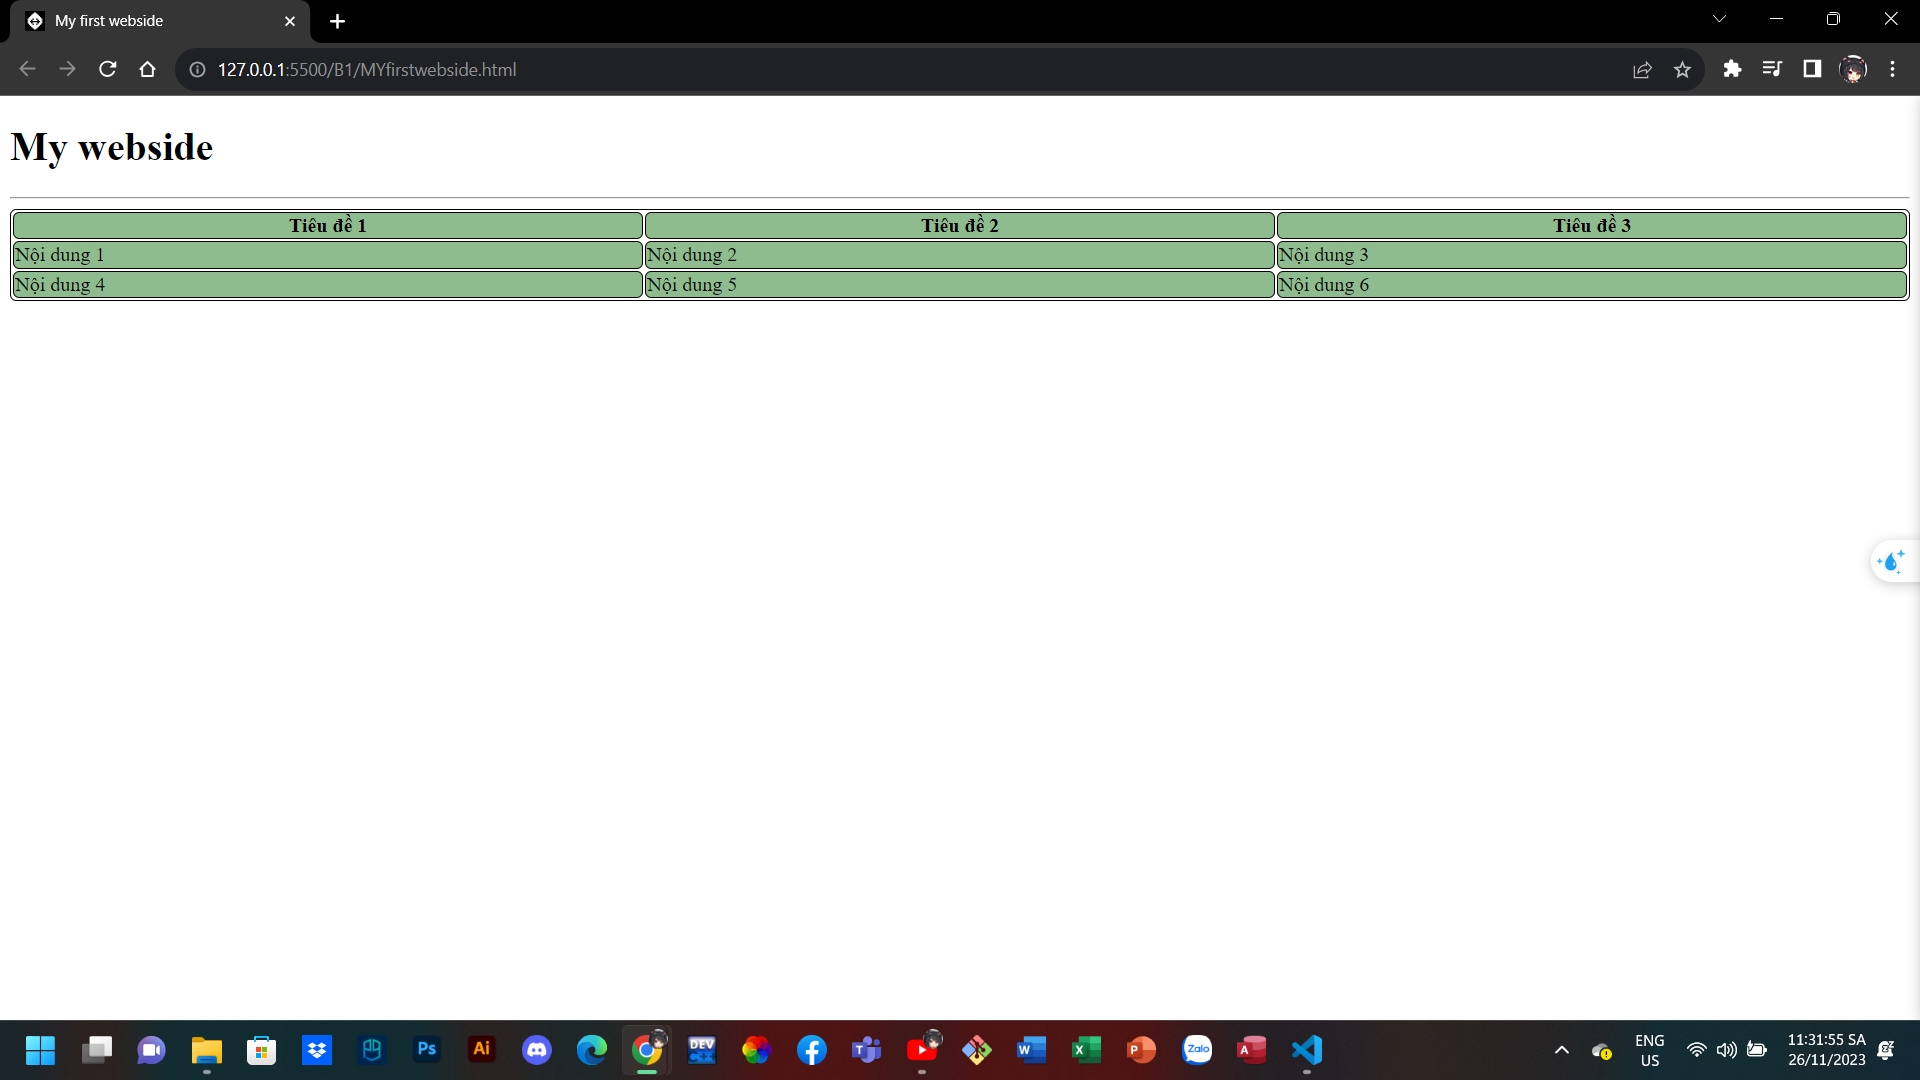 My first webside
127.0.0.1:5500/B1/MYfirstwebside.html
My webside
Tiêu đề 1 Tiêu đề 2 Tiêu đề 3
Nội dung 1 Nội dung 2 Nội dung 3
Nội dung 4 Nội dung 5 Nội dung 6
Ps Ai DEV C++ T W X P Zalo A
ENG 11:31:55 SA
US 26/11/2023